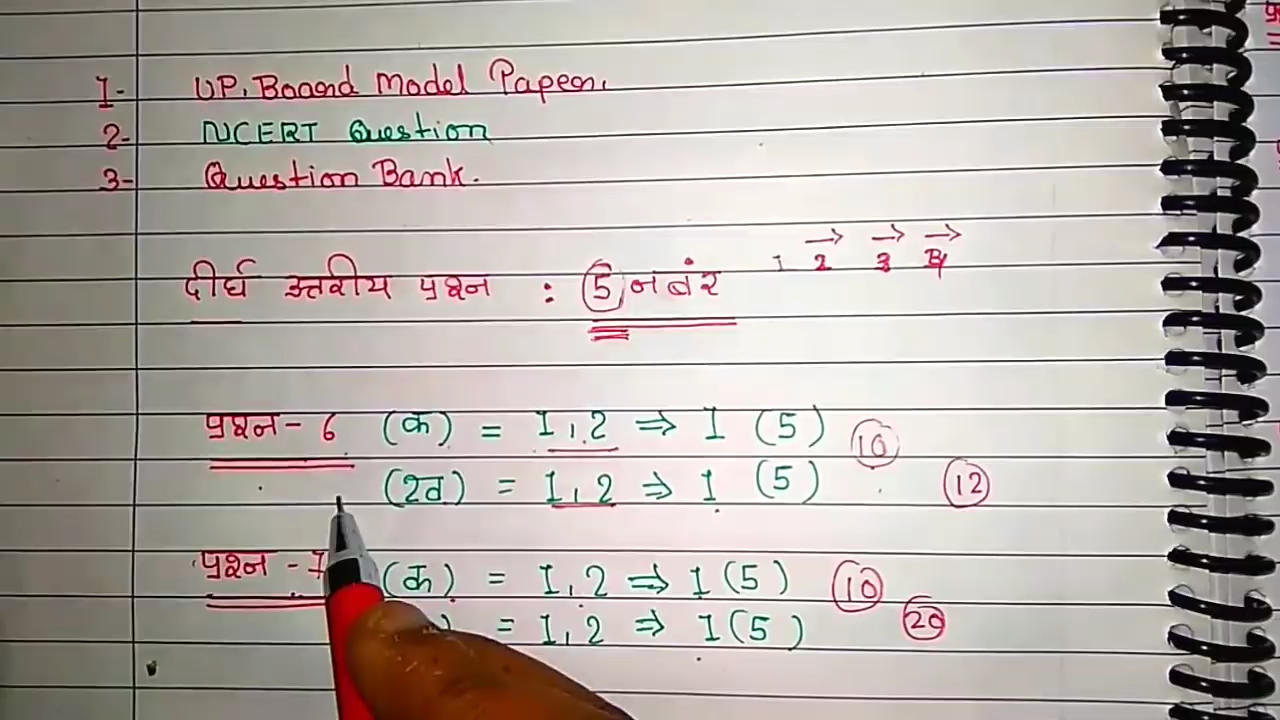 1- UP. Board Model Paper.
2- NCERT Question
3- Question Bank.
दीर्घ उत्तरीय प्रश्न : 5 नबंर 1 2 3 4
प्रश्न- 6 (क) = 1,2 ⇒ 1 (5) 10
(ख) = 1,2 ⇒ 1 (5) 12
प्रश्न -7 (क) = 1,2 ⇒ 1(5) 10
= 1,2 ⇒ 1(5) 20